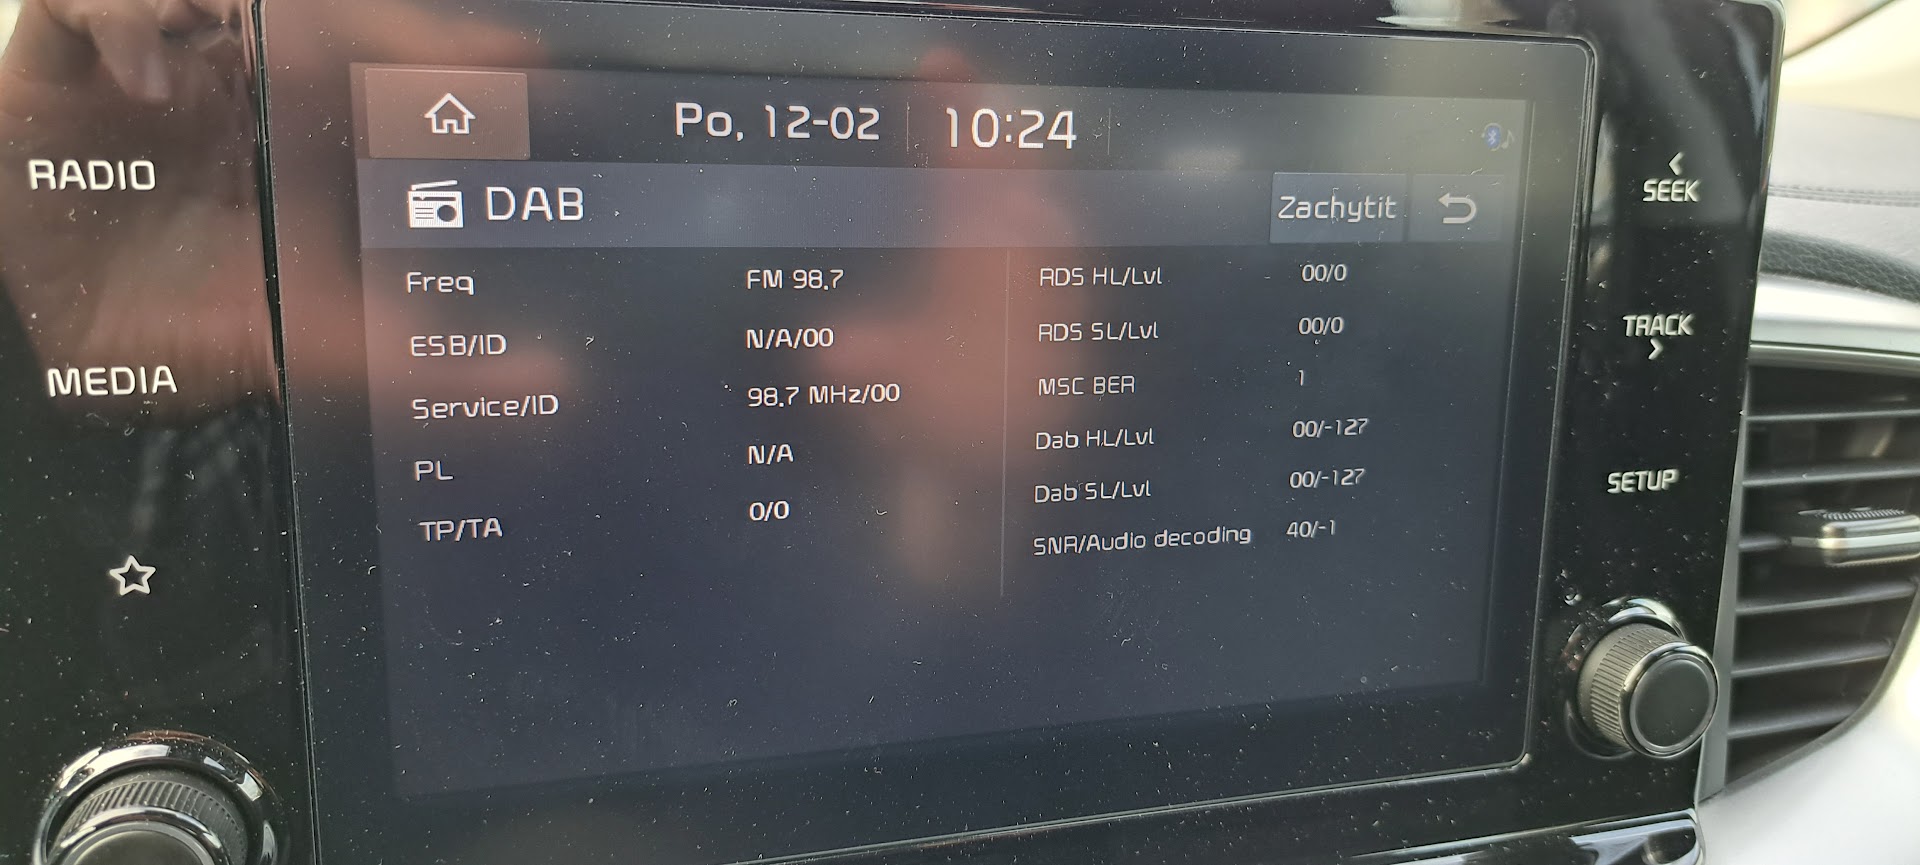 RADIO
MEDIA
Po, 12-02 10:24
DAB
Zachytit
Freq FM 98.7
ESB/ID N/A/00
Service/ID 98.7 MHz/00
PL N/A
TP/TA 0/0
RDS HL/Lvl 00/0
RDS SL/Lvl 00/0
MSC BER 1
Dab HL/Lvl 00/-127
Dab SL/Lvl 00/-127
SNR/Audio decoding 40/-1
SEEK
TRACK
SETUP